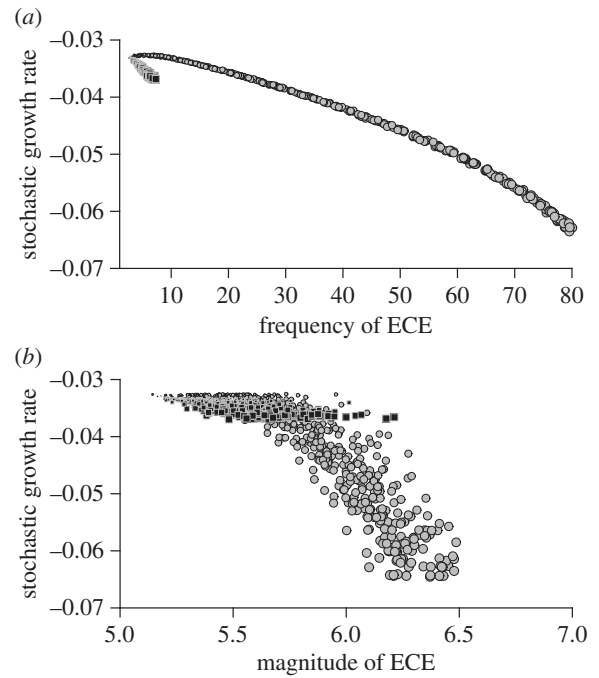 (a)
−0.03
−0.04
−0.05
−0.06
−0.07
stochastic growth rate
10 20 30 40 50 60 70 80
frequency of ECE
(b)
−0.03
−0.04
−0.05
−0.06
−0.07
stochastic growth rate
5.0 5.5 6.0 6.5 7.0
magnitude of ECE